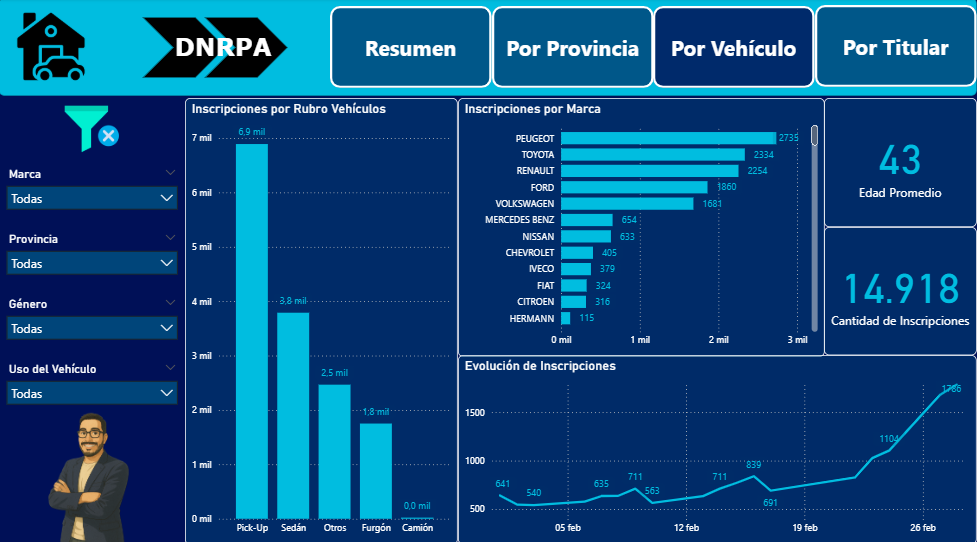 DNRPA
Resumen
Por Provincia
Por Vehículo
Por Titular
Marca
Todas
Provincia
Todas
Género
Todas
Uso del Vehículo
Todas
Inscripciones por Rubro Vehículos
7 mil
6 mil
5 mil
4 mil
3 mil
2 mil
1 mil
0 mil
6,9 mil
3,8 mil
2,5 mil
1,8 mil
0,0 mil
Pick-Up
Sedán
Otros
Furgón
Camión
Inscripciones por Marca
PEUGEOT 2735
TOYOTA 2334
RENAULT 2254
FORD 1860
VOLKSWAGEN 1681
MERCEDES BENZ 654
NISSAN 633
CHEVROLET 405
IVECO 379
FIAT 324
CITROEN 316
HERMANN 115
0 mil 1 mil 2 mil 3 mil
43
Edad Promedio
14.918
Cantidad de Inscripciones
Evolución de Inscripciones
1500
1000
500
641
540
635
711
563
711
839
691
1104
1786
05 feb 12 feb 19 feb 26 feb